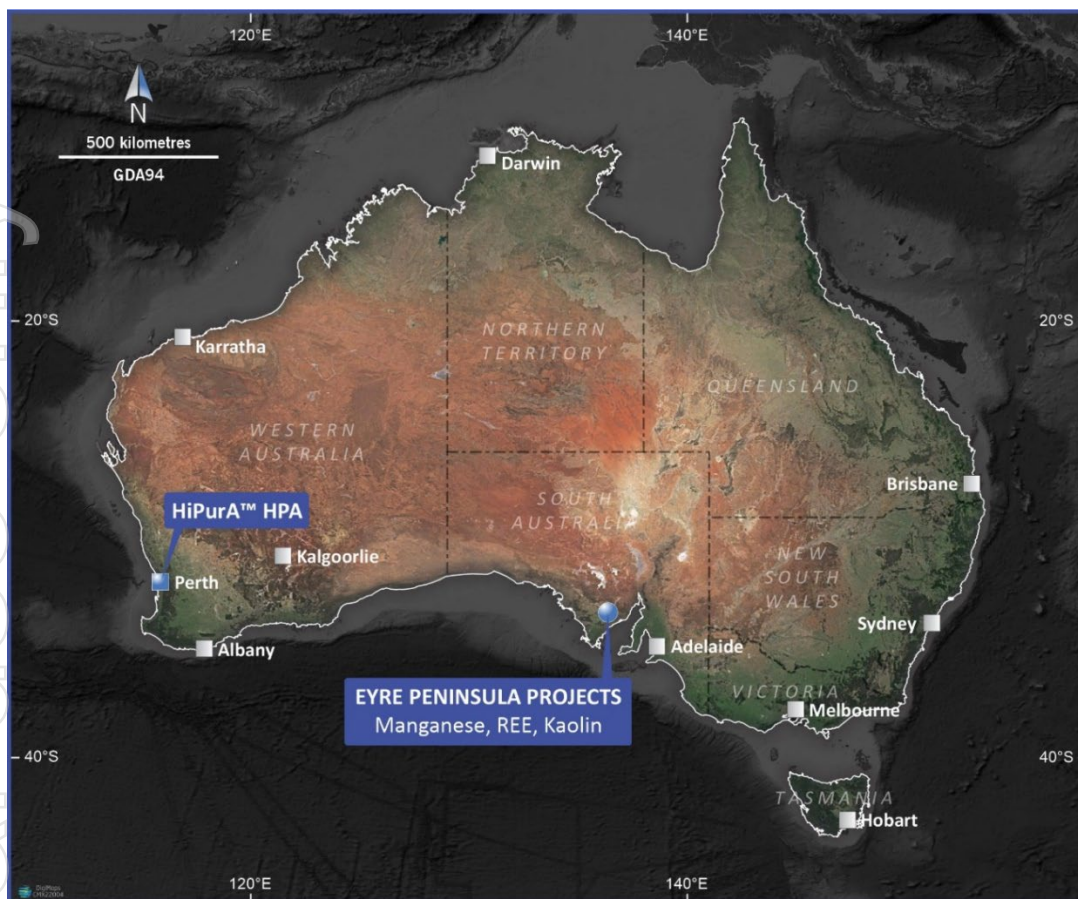 120°E
140°E
N
500 kilometres
GDA94
Darwin
20°S
20°S
Karratha
NORTHERN
TERRITORY
QUEENSLAND
WESTERN
AUSTRALIA
Brisbane
SOUTH
AUSTRALIA
HiPurA™ HPA
Kalgoorlie
NEW
SOUTH
WALES
Perth
Sydney
Albany
Adelaide
EYRE PENINSULA PROJECTS
Manganese, REE, Kaolin
VICTORIA
Melbourne
40°S
40°S
TASMANIA
Hobart
120°E
140°E